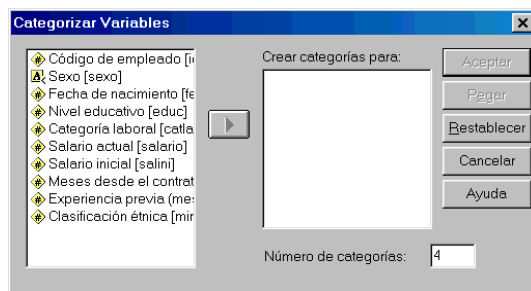 Categorizar Variables
Código de empleado [i
Sexo [sexo]
Fecha de nacimiento [fe
Nivel educativo [educ]
Categoría laboral [catla
Salario actual [salario]
Salario inicial [salini]
Meses desde el contrat
Experiencia previa (me
Clasificación étnica [mi
Crear categorías para:
Número de categorías: 4
Aceptar
Pegar
Restablecer
Cancelar
Ayuda